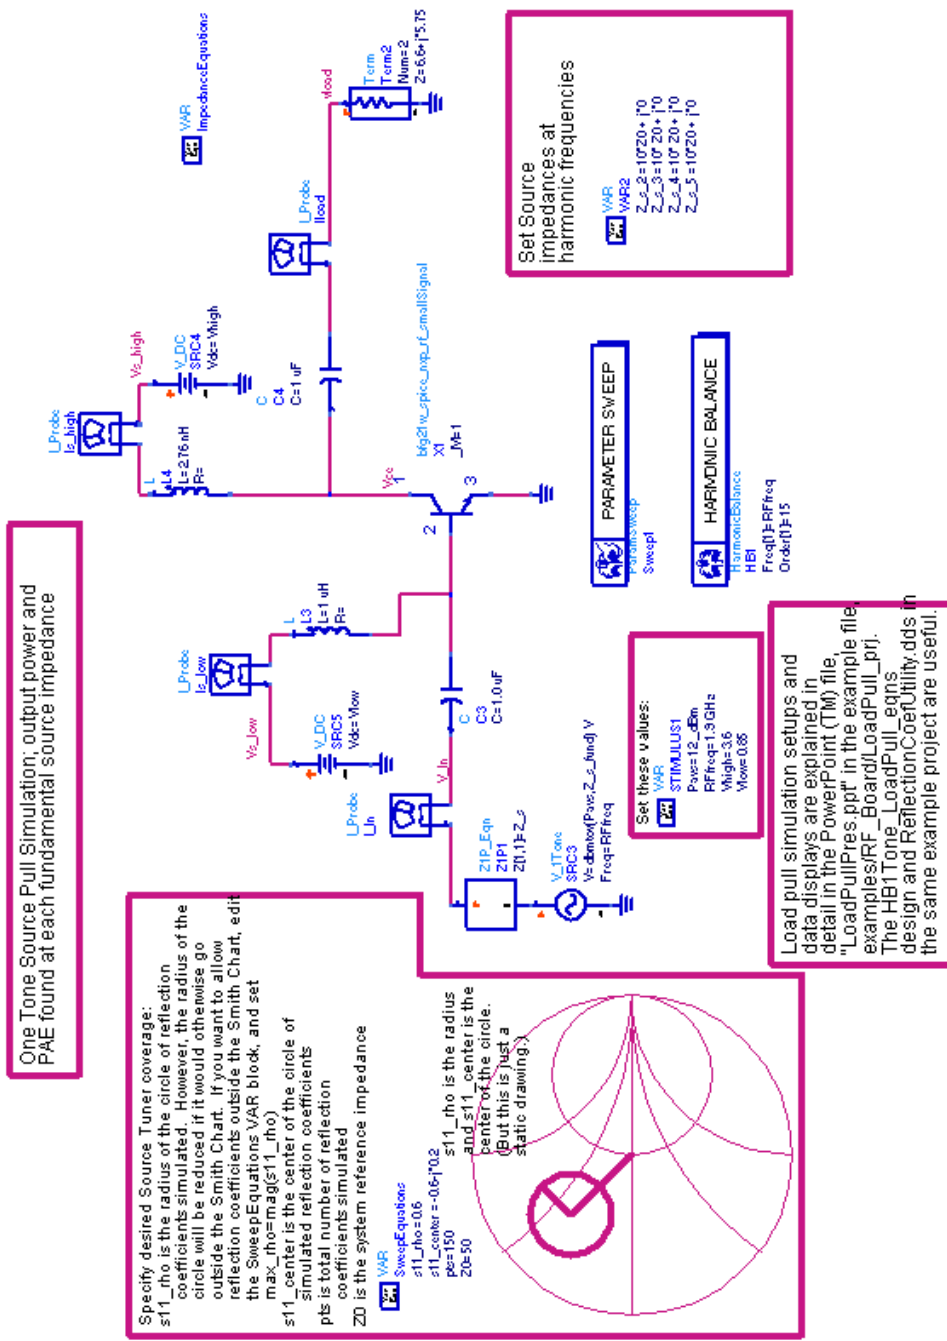 One Tone Source Pull Simulation; output power and
PAE found at each fundamental source impedance
Specify desired Source Tuner coverage:
s11_rho is the radius of the circle of reflection
coefficients simulated. However, the radius of the
circle will be reduced if it would otherwise go
outside the Smith Chart. If you want to allow
reflection coefficients outside the Smith Chart, edit
the SweepEquations VAR block, and set
max_rho=mag(s11_rho)
s11_center is the center of the circle of
simulated reflection coefficients
pts is total number of reflection
coefficients simulated
Z0 is the system reference impedance
VAR
SweepEquations
s11_rho=0.6
s11_center=-0.6-j*0.2
pts=150
Z0=50
s11_rho is the radius
and s11_center is the
center of the circle.
(But this is just a
static drawing.)
I_Probe
Is_low
Vs_low
V_DC
SRC5
Vdc=Vlow
L
L3
L=1 uH
R=
I_Probe
I_In
V_In
C
C3
C=1.0 uF
Z1P_Eqn
Z1P1
Z[1,1]=Z_s
V_1Tone
SRC3
V=dbmtov(Pavs,Z_s_fund) V
Freq=RFfreq
I_Probe
Is_high
Vs_high
V_DC
SRC4
Vdc=Vhigh
L
L4
L=2.76 nH
R=
C
C4
C=1 uF
Vce
1
2
3
bfg21w_spice_nxp_rf_smallSignal
X1
_M=1
I_Probe
Iload
vload
Term
Term2
Num=2
Z=6.6+j*5.75
VAR
ImpedanceEquations
Set these values:
VAR
STIMULUS1
Pavs=12_dBm
RFfreq=1.9 GHz
Vhigh=3.6
Vlow=0.85
PARAMETER SWEEP
ParamSweep
Sweep1
HARMONIC BALANCE
HarmonicBalance
HB1
Freq[1]=RFfreq
Order[1]=15
Set Source
impedances at
harmonic frequencies
VAR
VAR2
Z_s_2=10*Z0 + j*0
Z_s_3=10*Z0 + j*0
Z_s_4=10*Z0 + j*0
Z_s_5=10*Z0 + j*0
Load pull simulation setups and
data displays are explained in
detail in the PowerPoint (TM) file,
"LoadPullPres.ppt" in the example file,
examples/RF_Board/LoadPull_prj.
The HB1Tone_LoadPull_eqns
design and ReflectionCoefUtility.dds in
the same example project are useful.